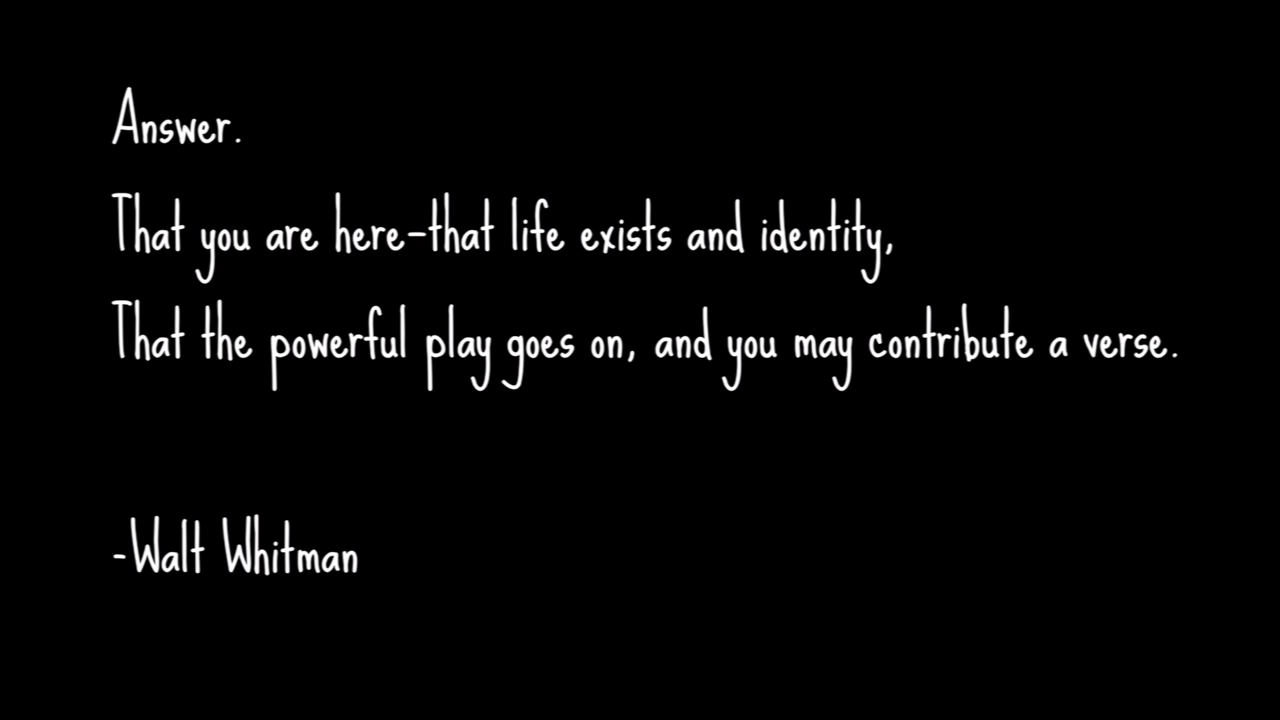 Answer.
That you are here-that life exists and identity,
That the powerful play goes on, and you may contribute a verse.
-Walt Whitman